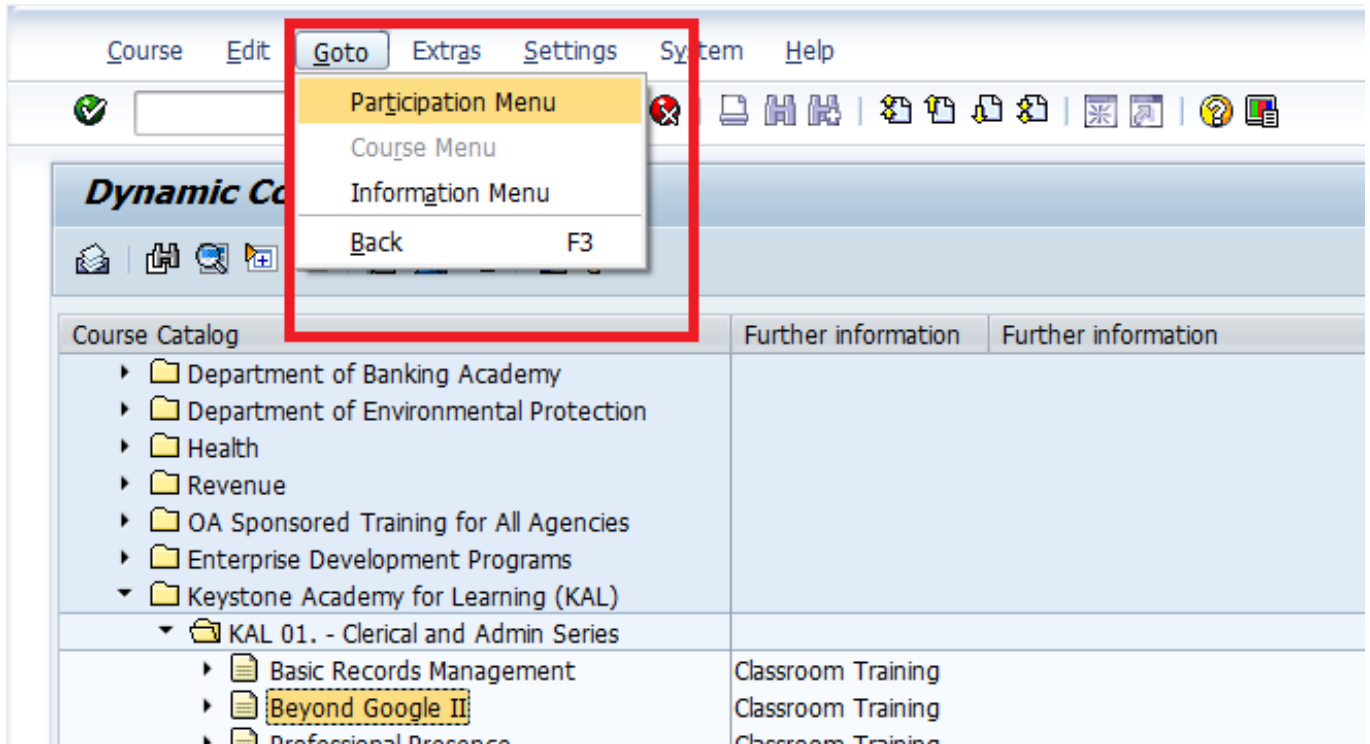 Course Edit Goto Extras Settings System Help
Participation Menu
Course Menu
Information Menu
Back F3
Dynamic Co
Course Catalog Further information Further information
Department of Banking Academy
Department of Environmental Protection
Health
Revenue
OA Sponsored Training for All Agencies
Enterprise Development Programs
Keystone Academy for Learning (KAL)
KAL 01. - Clerical and Admin Series
Basic Records Management Classroom Training
Beyond Google II Classroom Training
Professional Presence Classroom Training